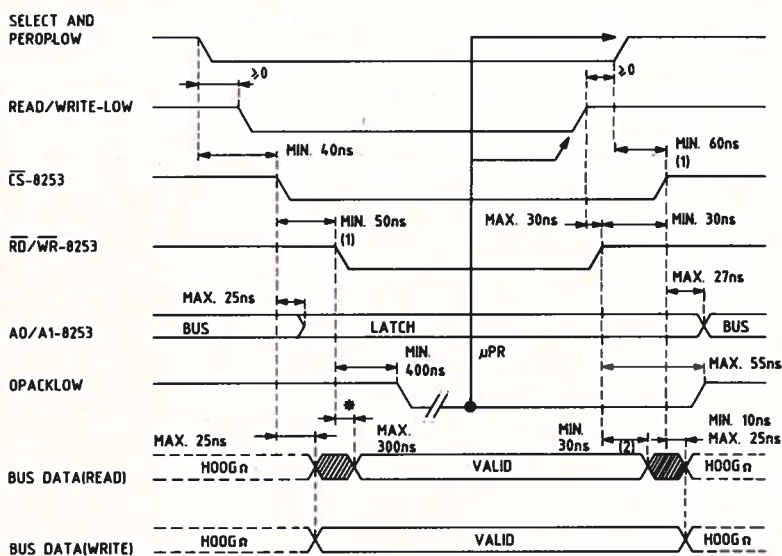 SELECT AND
PEROPLOW
≥0
≥0
READ/WRITE-LOW
MIN. 40ns
MIN. 60ns
(1)
C̅S̅-8253
MIN. 50ns
(1)
MAX. 30ns
MIN. 30ns
R̅D̅/W̅R̅-8253
MAX. 27ns
MAX. 25ns
A0/A1-8253
BUS
LATCH
BUS
MIN.
400ns
µPR
MAX. 55ns
OPACKLOW
*
MAX. 25ns
MAX.
300ns
MIN.
30ns
(2)
MIN. 10ns
MAX. 25ns
BUS DATA(READ)
HOOG Ω
VALID
HOOG Ω
BUS DATA(WRITE)
HOOG Ω
VALID
HOOG Ω